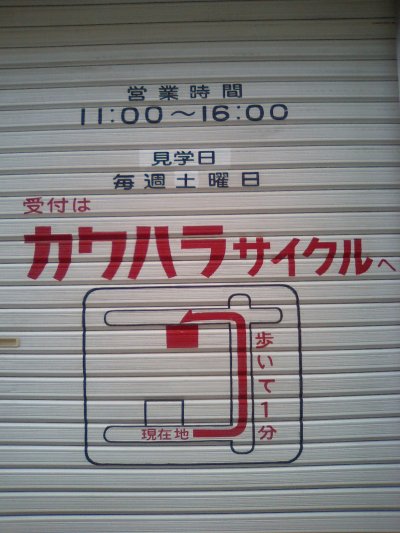 営業時間
11:00〜16:00
見学日
毎週土曜日
受付は
カワハラサイクルへ
歩いて1分
現在地